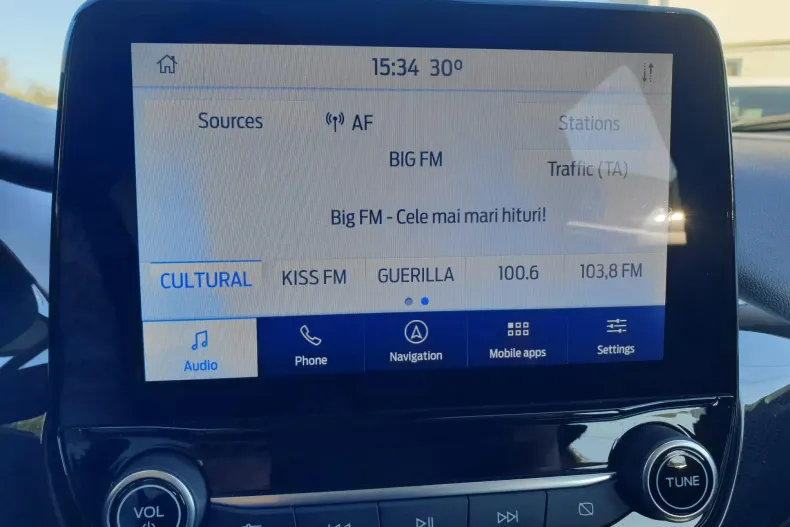 15:34 30°
Sources AF Stations
BIG FM
Traffic (TA)
Big FM - Cele mai mari hituri!
CULTURAL KISS FM GUERILLA 100.6 103,8 FM
Audio Phone Navigation Mobile apps Settings
VOL TUNE